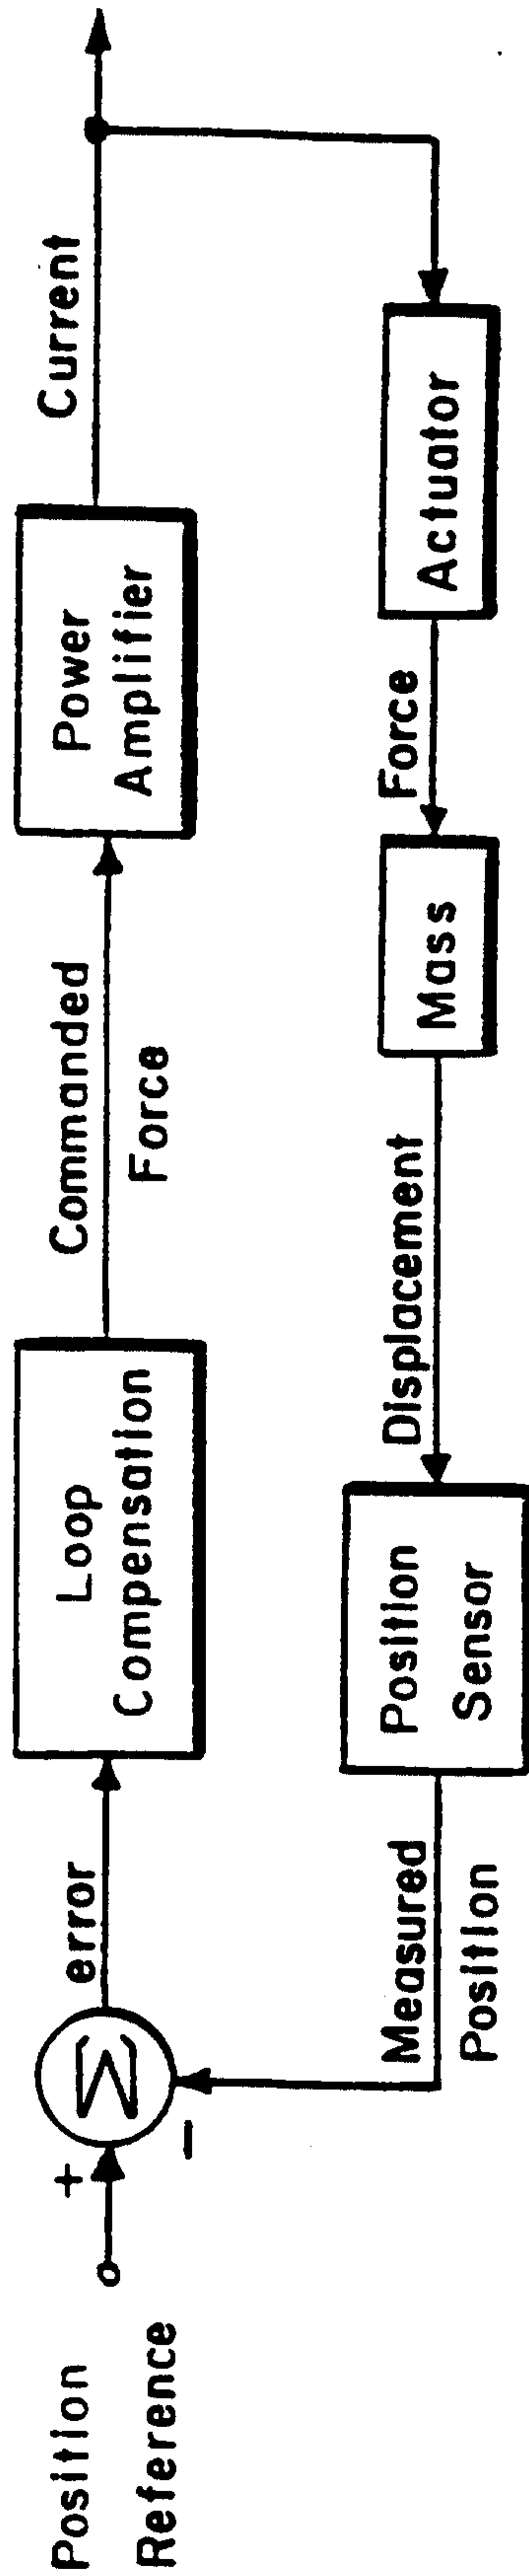 Position
Reference
+
−
Σ
error
Loop
Compensation
Commanded
Force
Power
Amplifier
Current
Measured
Position
Position
Sensor
Displacement
Mass
Force
Actuator